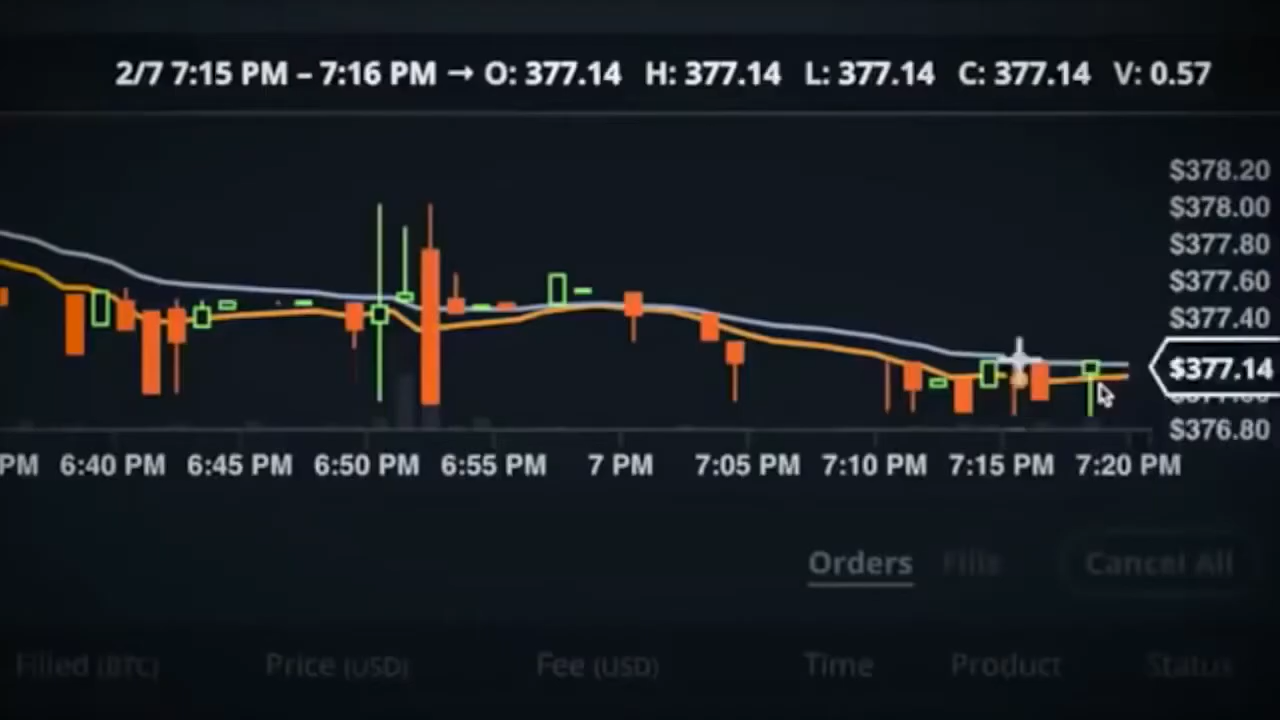 2/7 7:15 PM – 7:16 PM → O: 377.14 H: 377.14 L: 377.14 C: 377.14 V: 0.57
$378.20
$378.00
$377.80
$377.60
$377.40
$377.14
$376.80
PM 6:40 PM 6:45 PM 6:50 PM 6:55 PM 7 PM 7:05 PM 7:10 PM 7:15 PM 7:20 PM
Orders Fills Cancel All
Filled (BTC) Price (USD) Fee (USD) Time Product Status